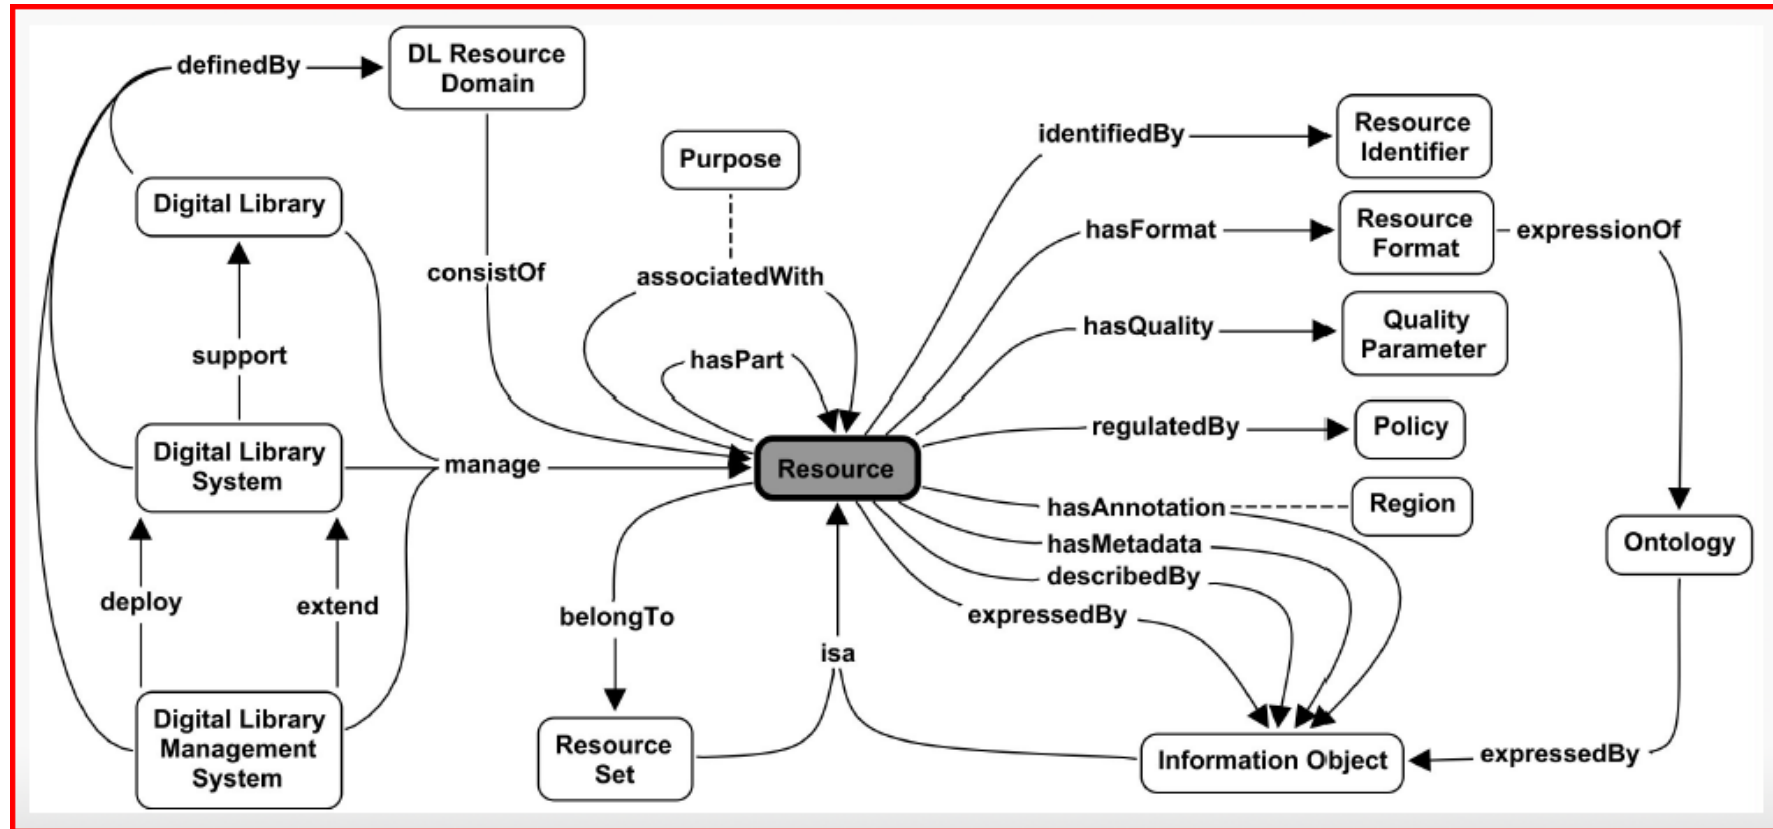 definedBy
DL Resource
Domain
Purpose
identifiedBy
Resource
Identifier
Digital Library
hasFormat
Resource
Format
expressionOf
consistOf
associatedWith
support
hasPart
hasQuality
Quality
Parameter
regulatedBy
Policy
Digital Library
System
manage
Resource
hasAnnotation
Region
hasMetadata
describedBy
expressedBy
Ontology
deploy
extend
belongTo
isa
Digital Library
Management
System
Resource
Set
Information Object
expressedBy